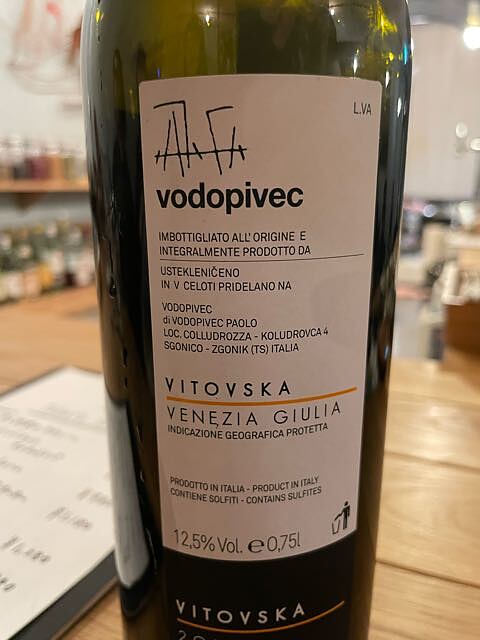 L.VA
vodopivec
IMBOTTIGLIATO ALL' ORIGINE E
INTEGRALMENTE PRODOTTO DA
USTEKLENIČENO
IN V CELOTI PRIDELANO NA
VODOPIVEC
di VODOPIVEC PAOLO
LOC. COLLUDROZZA - KOLUDROVCA 4
SGONICO - ZGONIK (TS) ITALIA
VITOVSKA
VENEZIA GIULIA
INDICAZIONE GEOGRAFICA PROTETTA
PRODOTTO IN ITALIA - PRODUCT IN ITALY
CONTIENE SOLFITI - CONTAINS SULFITES
12,5% Vol. e 0,75l
VITOVSKA